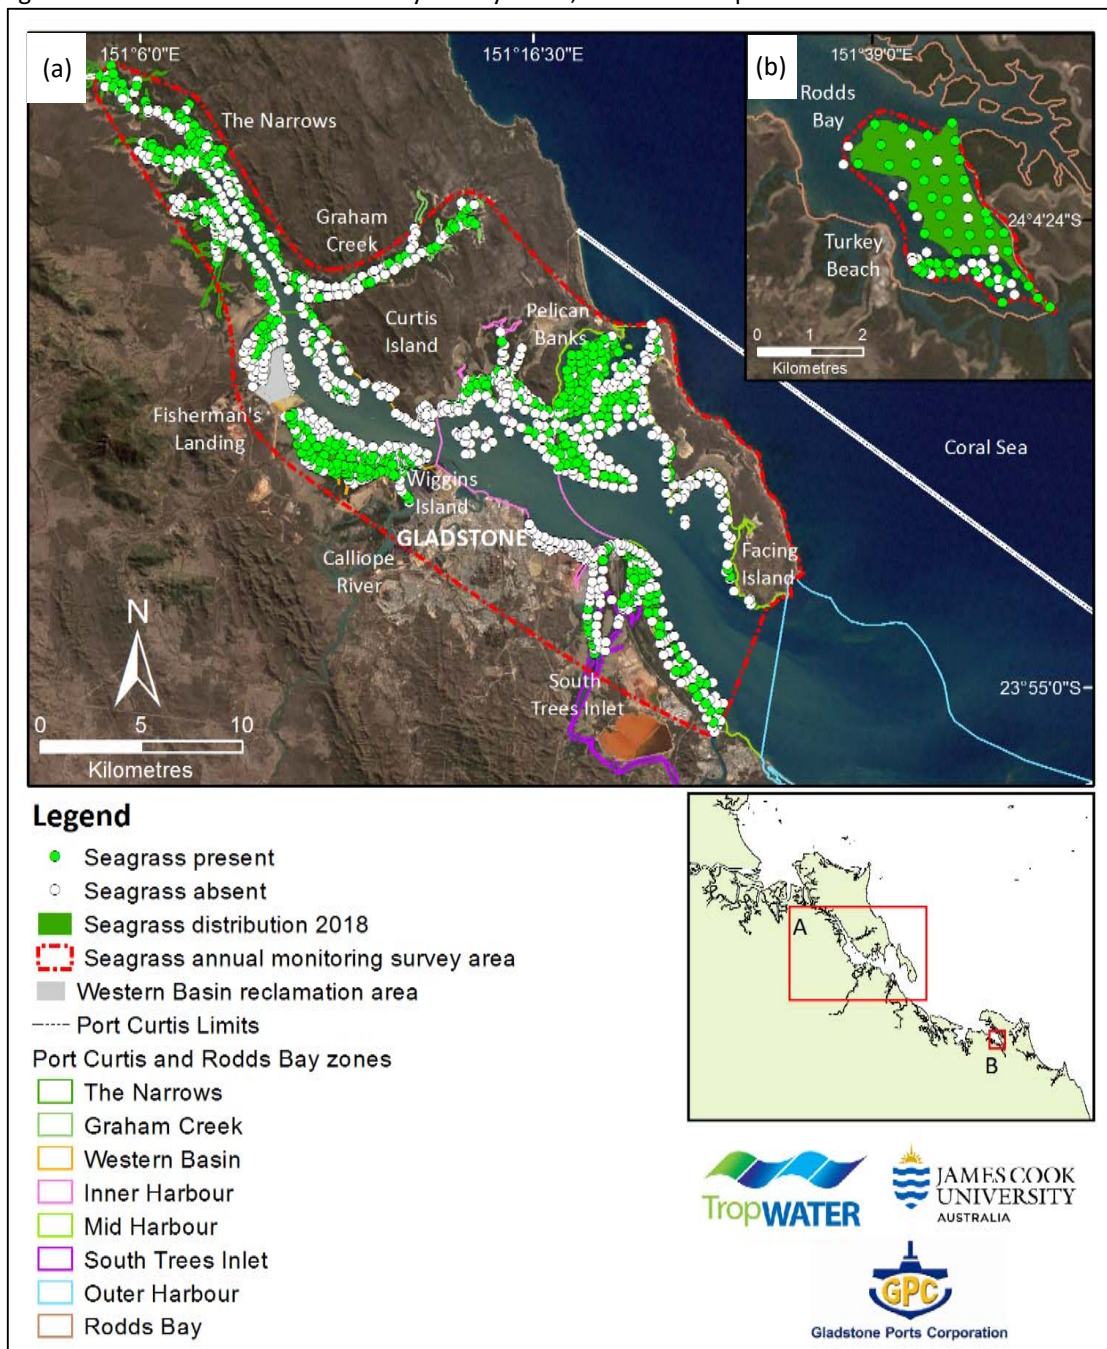 (a)
151°6'0"E
151°16'30"E
The Narrows
Graham
Creek
Curtis
Island
Pelican
Banks
Fisherman's
Landing
Wiggins
Island
GLADSTONE
Calliope
River
Facing
Island
South
Trees Inlet
Coral Sea
23°55'0"S
N
0 5 10
Kilometres
(b)
151°39'0"E
Rodds
Bay
24°4'24"S
Turkey
Beach
0 1 2
Kilometres
Legend
Seagrass present
Seagrass absent
Seagrass distribution 2018
Seagrass annual monitoring survey area
Western Basin reclamation area
Port Curtis Limits
Port Curtis and Rodds Bay zones
The Narrows
Graham Creek
Western Basin
Inner Harbour
Mid Harbour
South Trees Inlet
Outer Harbour
Rodds Bay
A
B
TropWATER
JAMES COOK
UNIVERSITY
AUSTRALIA
GPC
Gladstone Ports Corporation